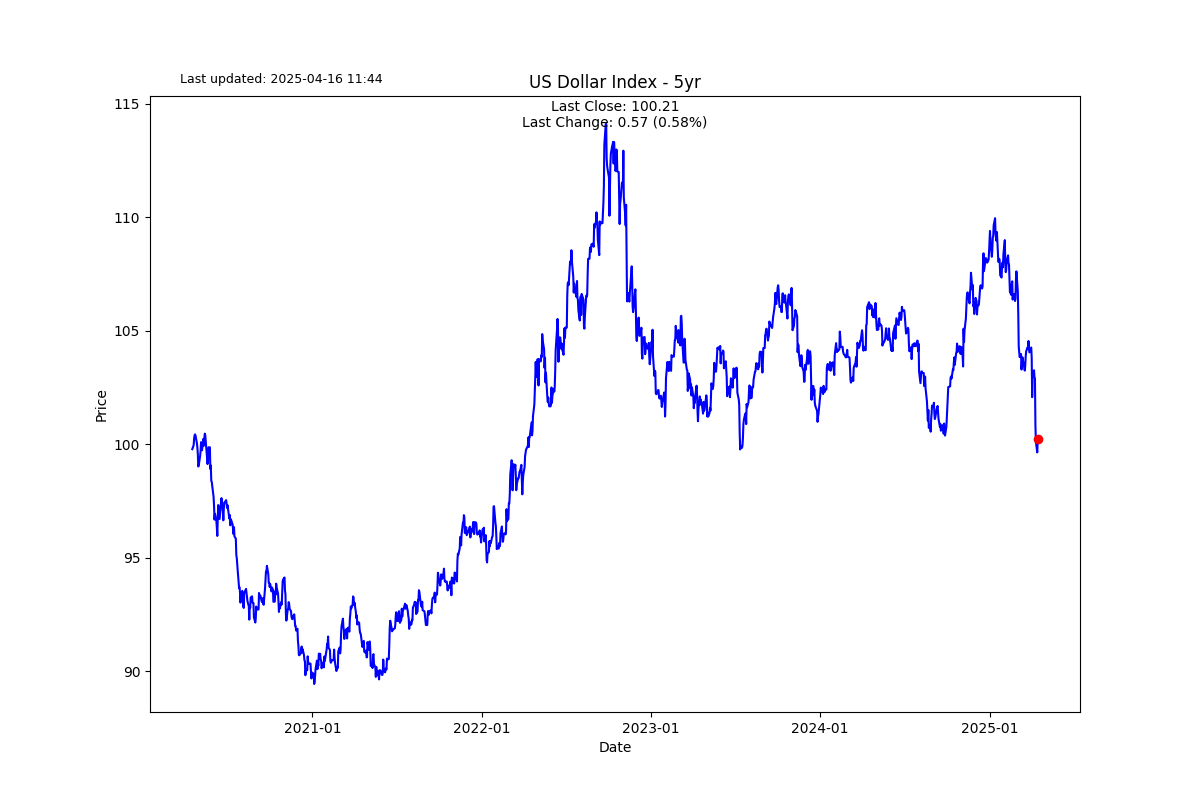 Last updated: 2025-04-16 11:44
US Dollar Index - 5yr
Last Close: 100.21
Last Change: 0.57 (0.58%)
115
110
105
100
95
90
Price
2021-01
2022-01
2023-01
2024-01
2025-01
Date